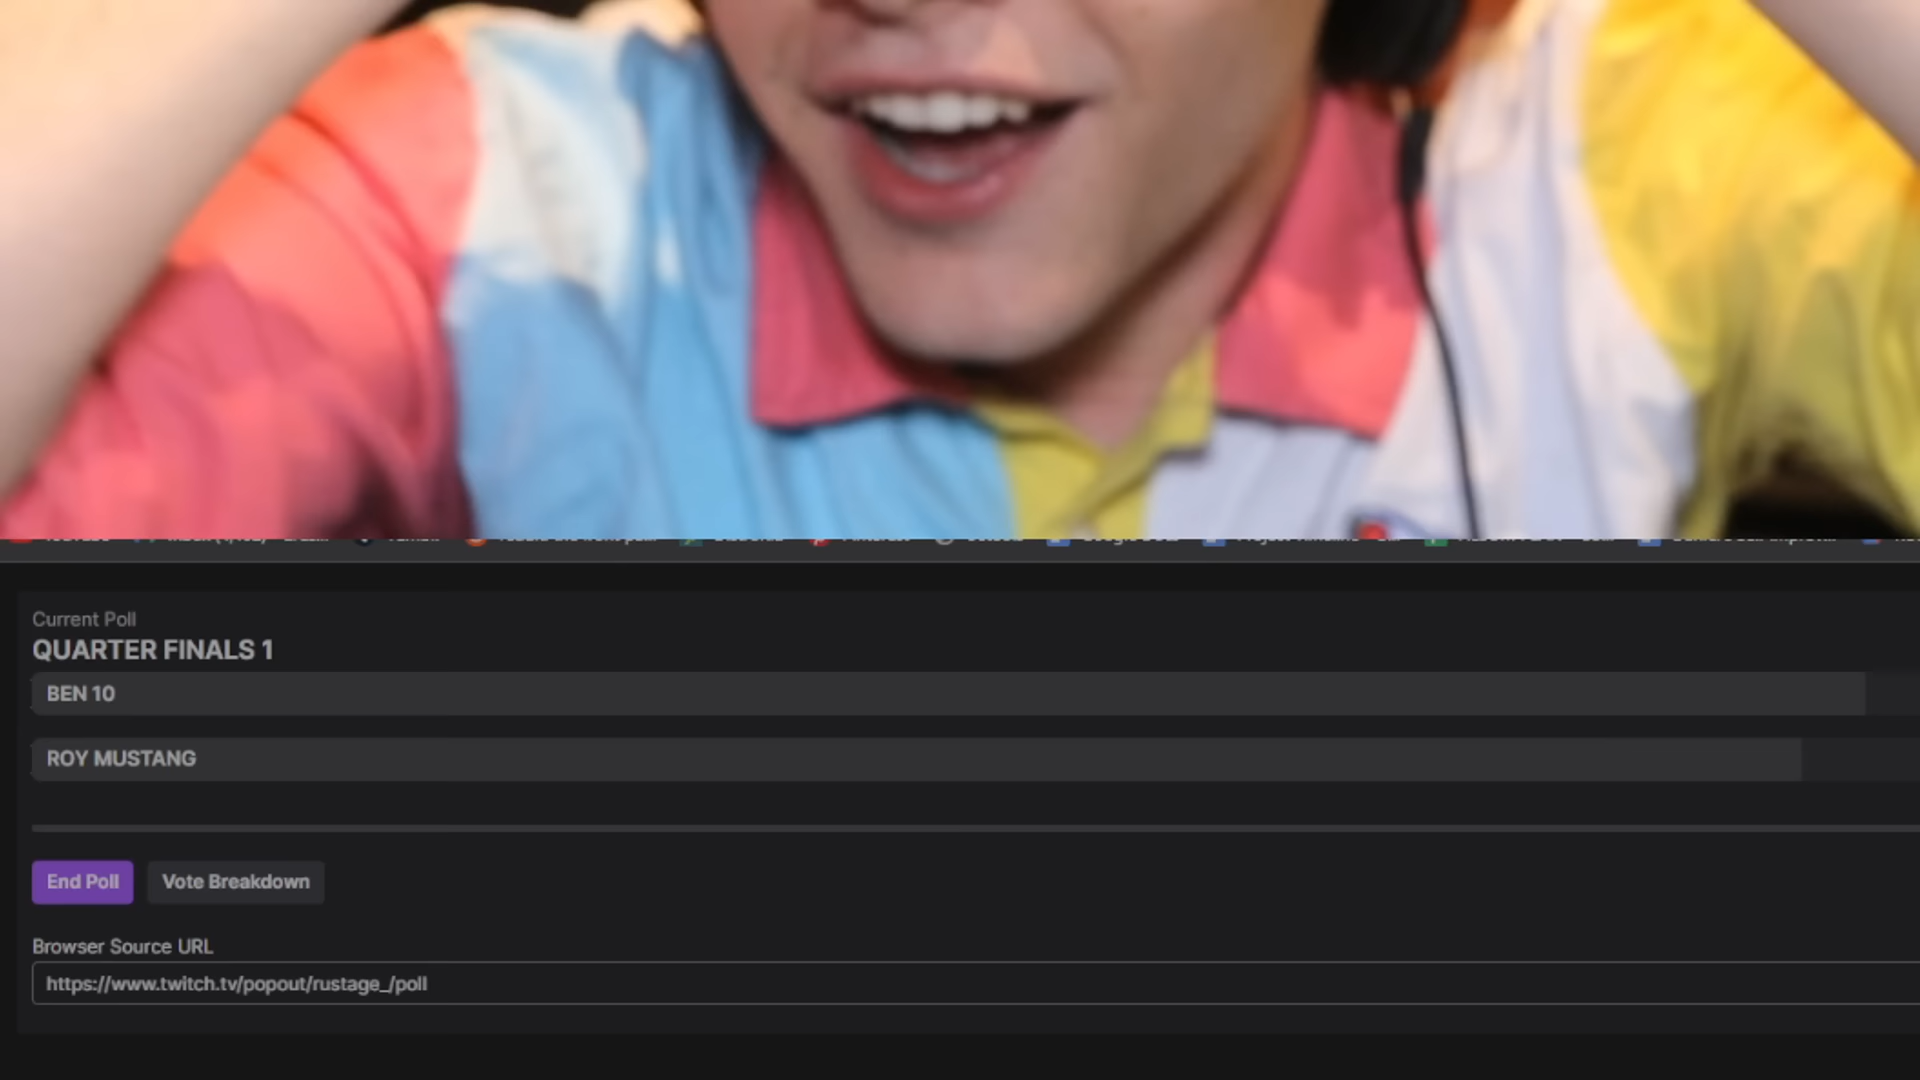 Current Poll
QUARTER FINALS 1
BEN 10
ROY MUSTANG
End Poll
Vote Breakdown
Browser Source URL
https://www.twitch.tv/popout/rustage_/poll